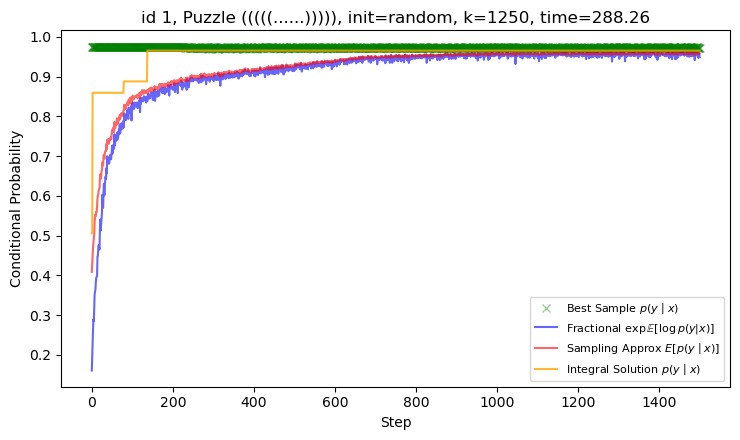 id 1, Puzzle (((((......))))), init=random, k=1250, time=288.26
1.0
0.9
0.8
0.7
0.6
0.5
0.4
0.3
0.2
Conditional Probability
Best Sample p(y | x)
Fractional exp𝔼[log p(y|x)]
Sampling Approx E[p(y | x)]
Integral Solution p(y | x)
0 200 400 600 800 1000 1200 1400
Step